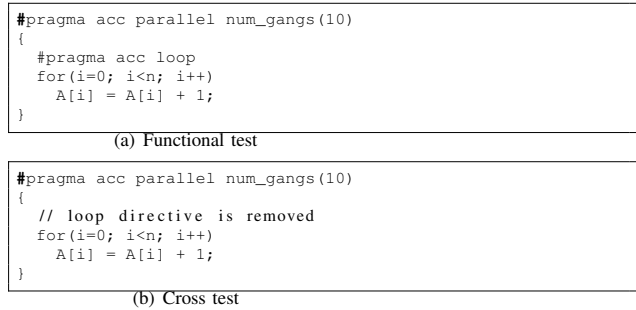 #pragma acc parallel num_gangs(10)
{
  #pragma acc loop
  for(i=0; i<n; i++)
    A[i] = A[i] + 1;
}
(a) Functional test
#pragma acc parallel num_gangs(10)
{
  // loop directive is removed
  for(i=0; i<n; i++)
    A[i] = A[i] + 1;
}
(b) Cross test